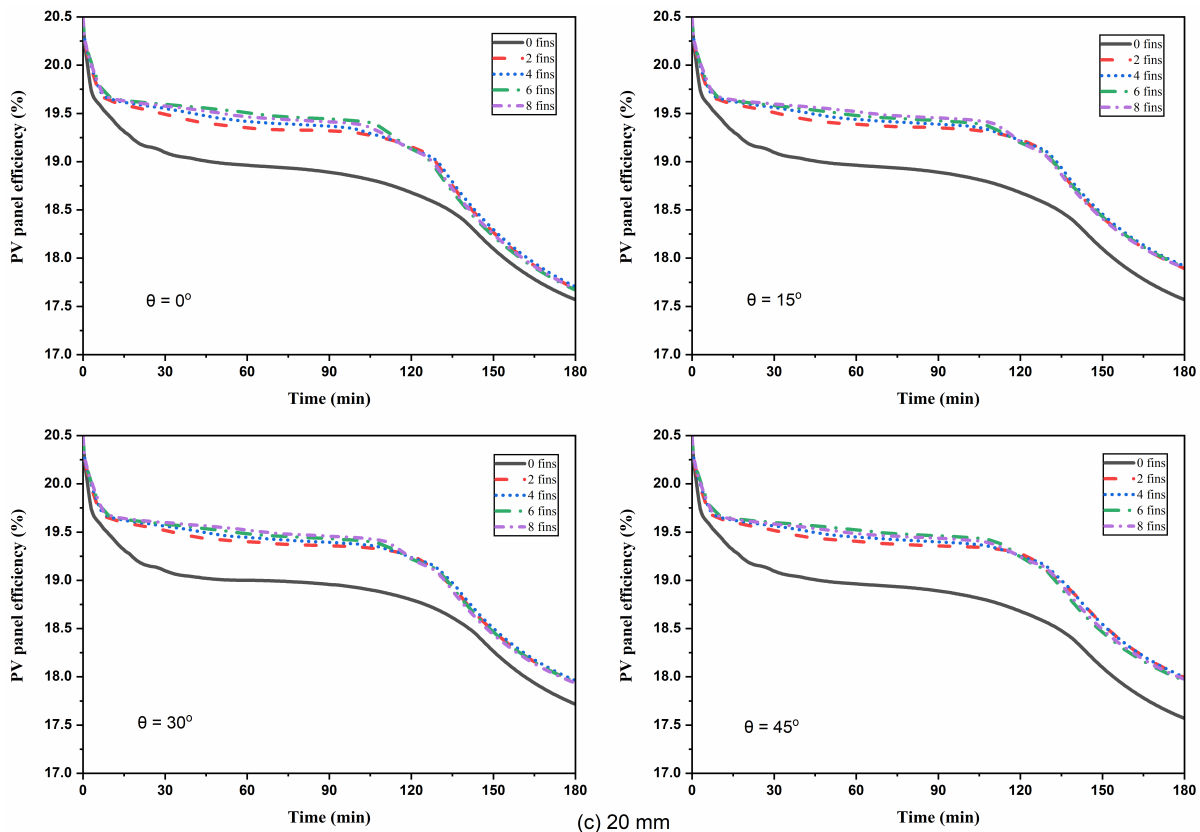 20.5
20.0
19.5
19.0
18.5
18.0
17.5
17.0
0 30 60 90 120 150 180
PV panel efficiency (%)
Time (min)
0 fins
2 fins
4 fins
6 fins
8 fins
θ = 0°
20.5
20.0
19.5
19.0
18.5
18.0
17.5
17.0
0 30 60 90 120 150 180
PV panel efficiency (%)
Time (min)
0 fins
2 fins
4 fins
6 fins
8 fins
θ = 15°
20.5
20.0
19.5
19.0
18.5
18.0
17.5
17.0
0 30 60 90 120 150 180
PV panel efficiency (%)
Time (min)
0 fins
2 fins
4 fins
6 fins
8 fins
θ = 30°
20.5
20.0
19.5
19.0
18.5
18.0
17.5
17.0
0 30 60 90 120 150 180
PV panel efficiency (%)
Time (min)
0 fins
2 fins
4 fins
6 fins
8 fins
θ = 45°
(c) 20 mm